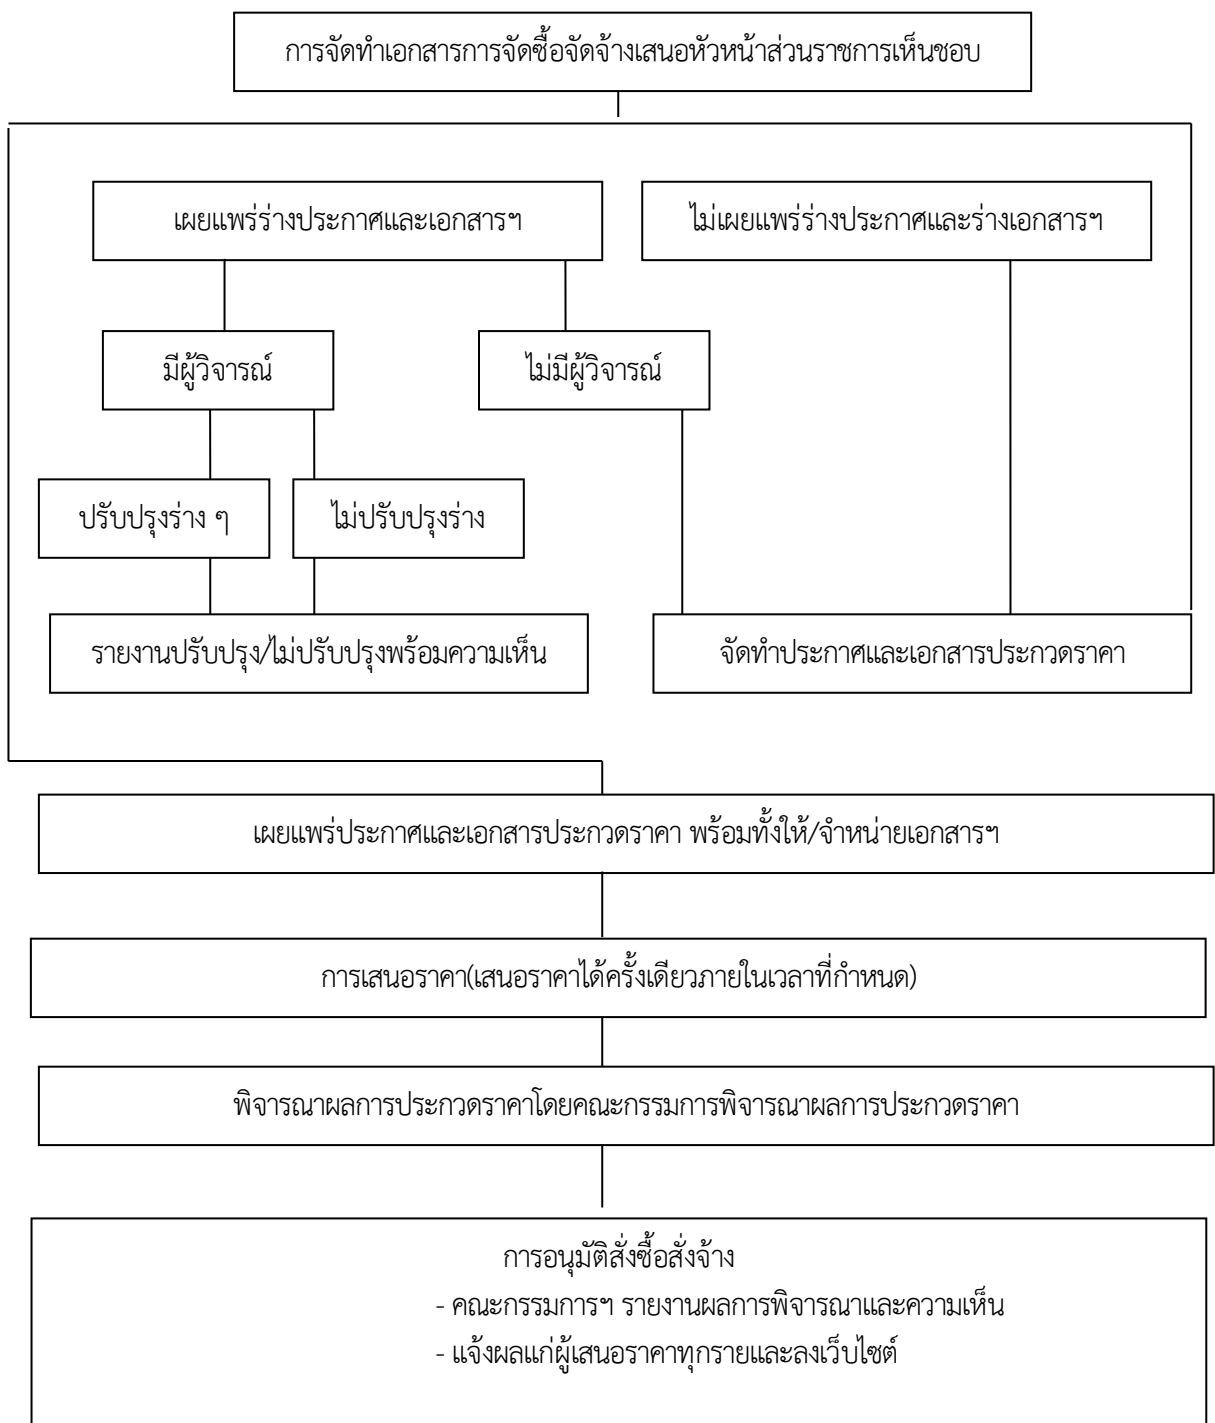 การจัดทำเอกสารการจัดซื้อจัดจ้างเสนอหัวหน้าส่วนราชการเห็นชอบ
เผยแพร่ร่างประกาศและเอกสารฯ
ไม่เผยแพร่ร่างประกาศและร่างเอกสารฯ
มีผู้วิจารณ์
ไม่มีผู้วิจารณ์
ปรับปรุงร่าง ๆ
ไม่ปรับปรุงร่าง
รายงานปรับปรุง/ไม่ปรับปรุงพร้อมความเห็น
จัดทำประกาศและเอกสารประกวดราคา
เผยแพร่ประกาศและเอกสารประกวดราคา พร้อมทั้งให้/จำหน่ายเอกสารฯ
การเสนอราคา(เสนอราคาได้ครั้งเดียวภายในเวลาที่กำหนด)
พิจารณาผลการประกวดราคาโดยคณะกรรมการพิจารณาผลการประกวดราคา
การอนุมัติสั่งซื้อสั่งจ้าง
- คณะกรรมการฯ รายงานผลการพิจารณาและความเห็น
- แจ้งผลแก่ผู้เสนอราคาทุกรายและลงเว็บไซต์